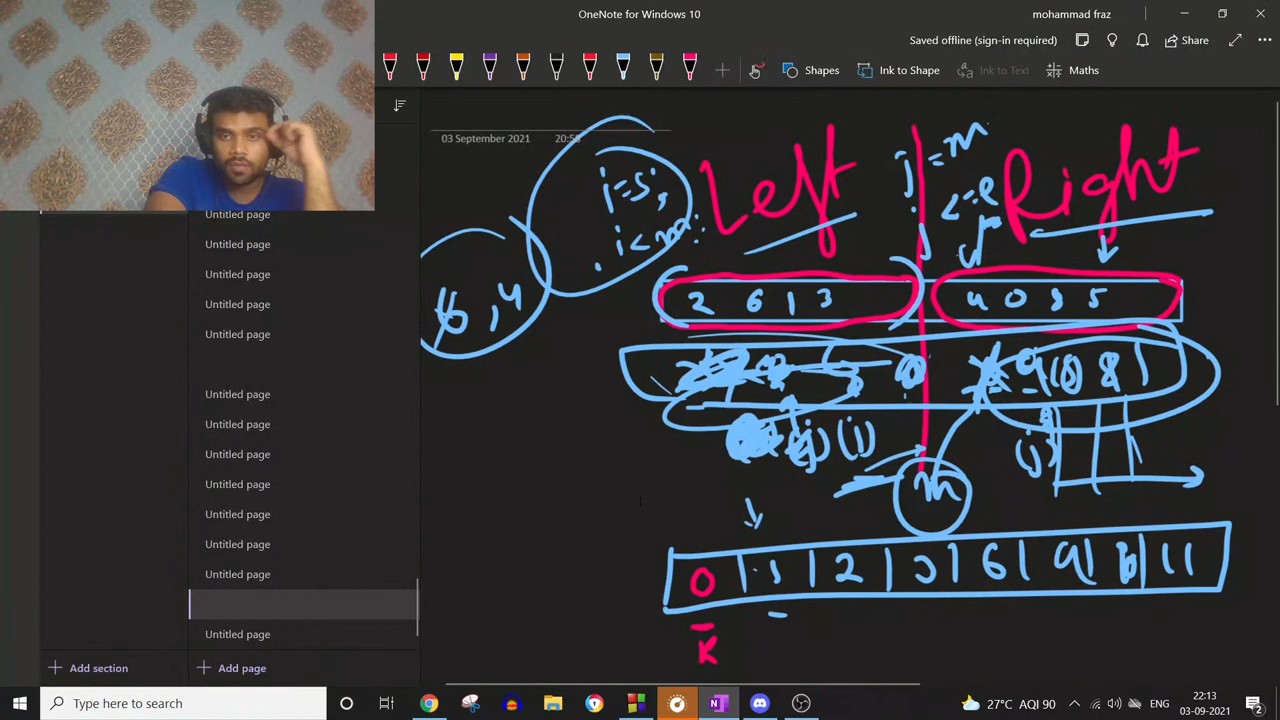 OneNote for Windows 10
mohammad fraz
Saved offline (sign-in required)
Share
Shapes
Ink to Shape
Ink to Text
Maths
03 September 2021 20:58
Untitled page
Untitled page
Untitled page
Untitled page
Untitled page
Untitled page
Untitled page
Untitled page
Untitled page
Untitled page
Untitled page
Untitled page
Untitled page
Add section
Add page
i=s;
i<m;
Left
j=m
<=e
Right
6,4
2 6 1 3
4 0 8 5
(j) (i)
(j)
m
0 1 2 3 6 9 10 11
K
Type here to search
27°C AQI 90
ENG
22:13
03-09-2021
2